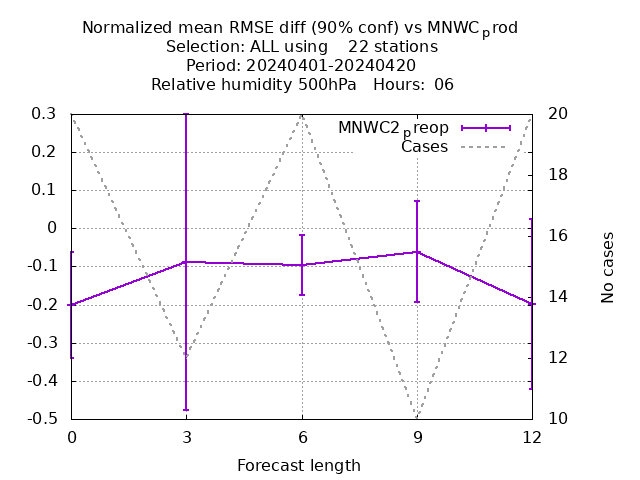 Normalized mean RMSE diff (90% conf) vs MNWCprod
Selection: ALL using 22 stations
Period: 20240401-20240420
Relative humidity 500hPa Hours: 06
0.3
0.2
0.1
0
-0.1
-0.2
-0.3
-0.4
-0.5
MNWC2preop
Cases
20
18
16
14
12
10
No cases
0 3 6 9 12
Forecast length